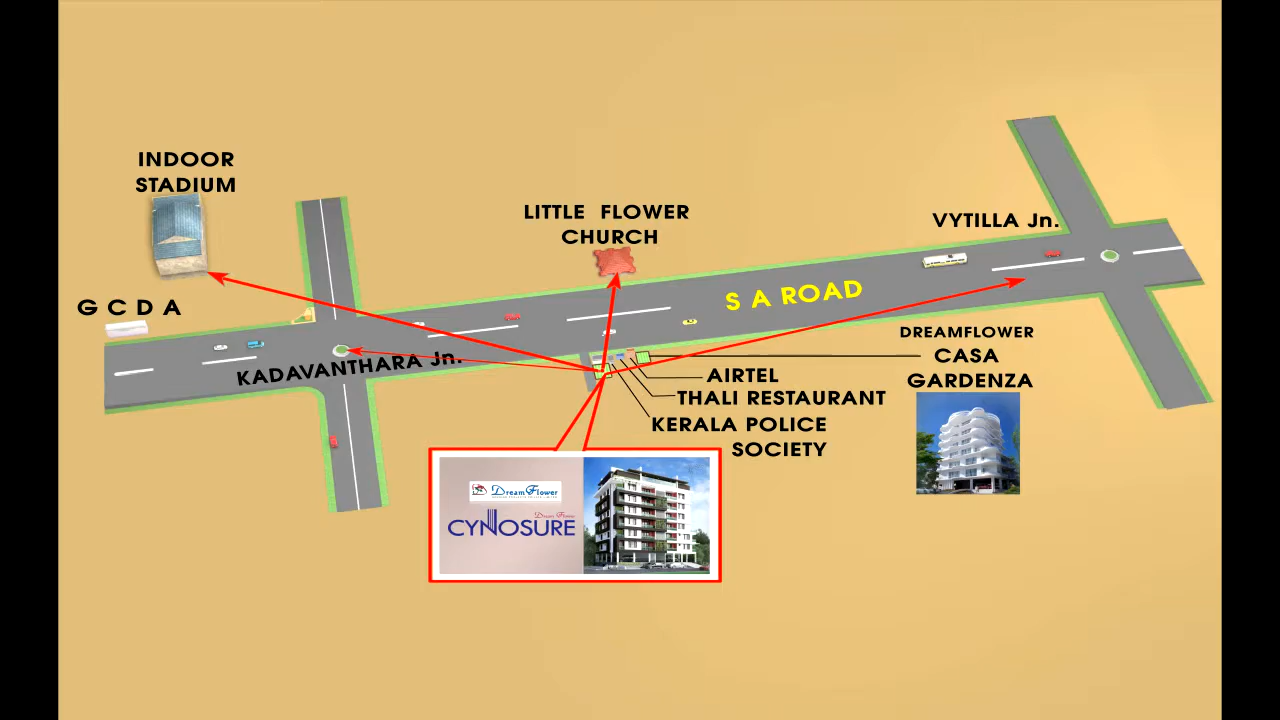 INDOOR
STADIUM
G C D A
KADAVANTHARA Jn.
LITTLE FLOWER
CHURCH
S A ROAD
VYTILLA Jn.
DREAMFLOWER
CASA
GARDENZA
AIRTEL
THALI RESTAURANT
KERALA POLICE
SOCIETY
DreamFlower
Dream Flower
CYNOSURE